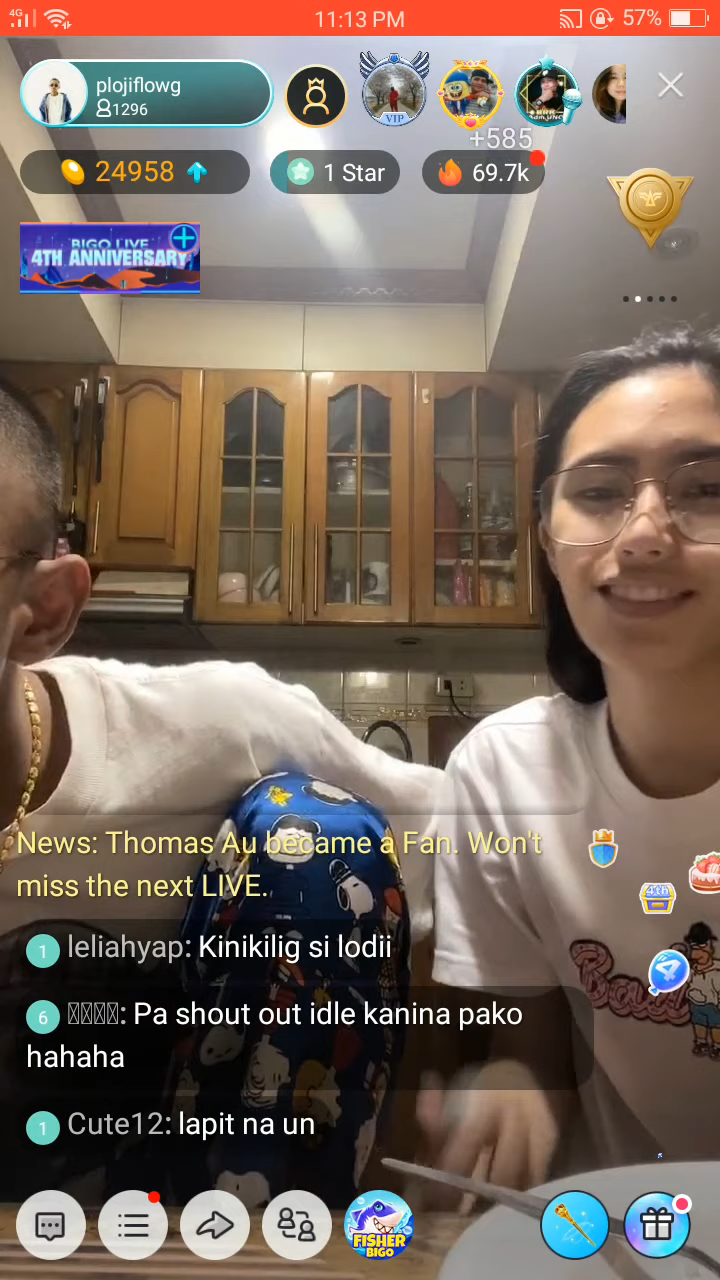 4G 11:13 PM 57%
plojiflowg
1296
VIP
+585
24958 1 Star 69.7k
BIGO LIVE
4TH ANNIVERSARY
News: Thomas Au became a Fan. Won't
miss the next LIVE.
4th
1 leliahyap: Kinikilig si lodii
4
6 : Pa shout out idle kanina pako
hahaha
1 Cute12: lapit na un
FISHER
BIGO